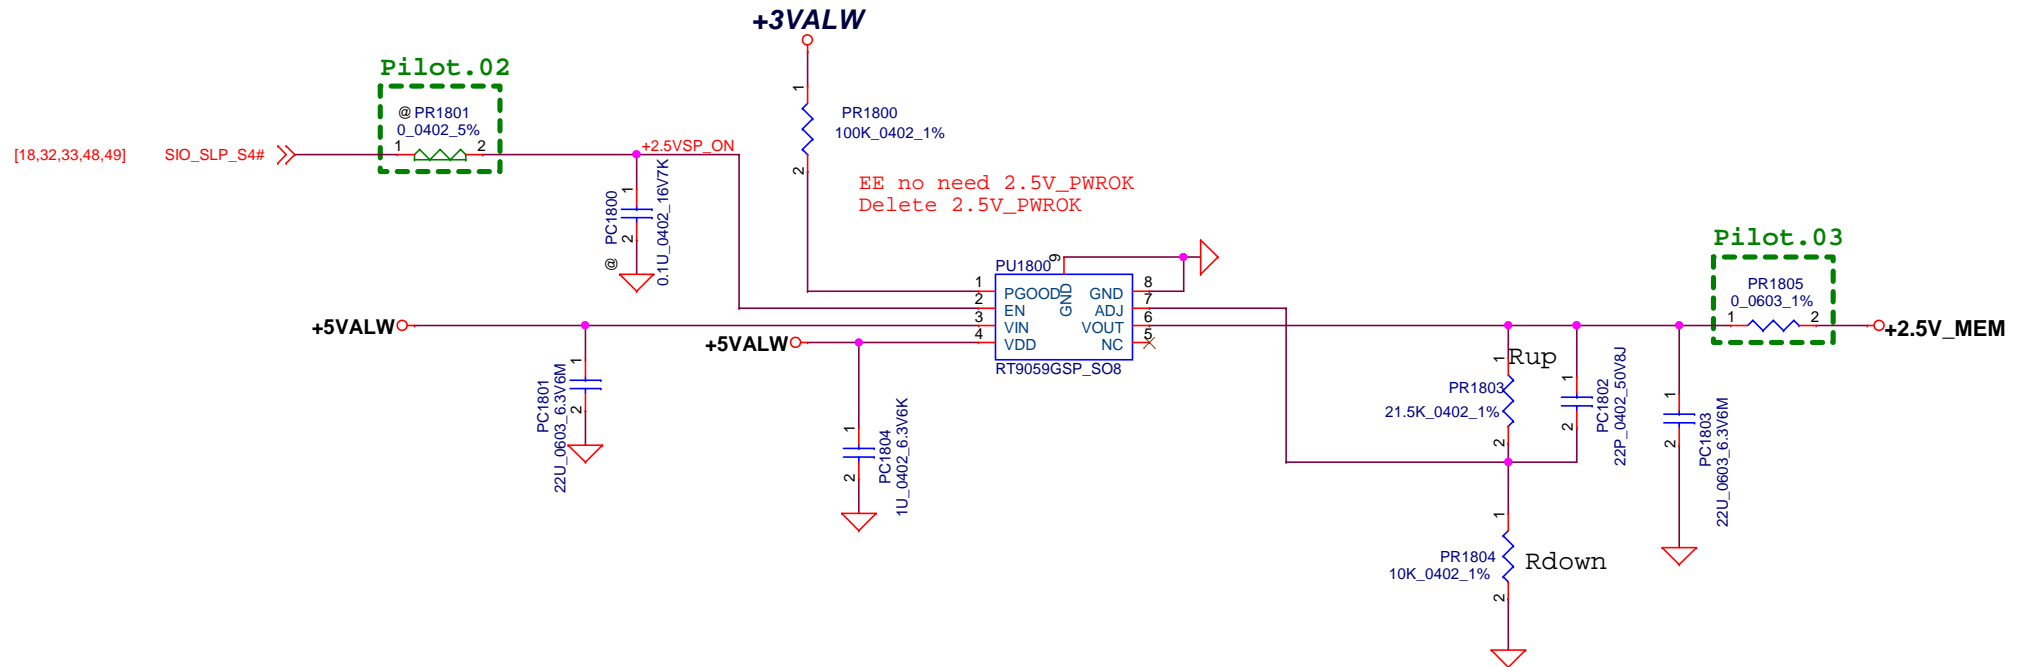 +3VALW
Pilot.02
@ PR1801
0_0402_5%
1 2
[18,32,33,48,49] SIO_SLP_S4#
+2.5VSP_ON
1
2
@ PC1800
0.1U_0402_16V7K
1
2
PR1800
100K_0402_1%
EE no need 2.5V_PWROK
Delete 2.5V_PWROK
PU1800
9
GND
1 PGOOD
2 EN
3 VIN
4 VDD
GND 8
ADJ 7
VOUT 6
NC 5
RT9059GSP_SO8
+5VALW
+5VALW
1
2
PC1801
22U_0603_6.3V6M
1
2
PC1804
1U_0402_6.3V6K
Pilot.03
PR1805
0_0603_1%
1 2
+2.5V_MEM
Rup
1
2
PR1803
21.5K_0402_1%
1
2
PC1802
22P_0402_50V8J
1
2
PC1803
22U_0603_6.3V6M
1
2
PR1804
10K_0402_1%
Rdown